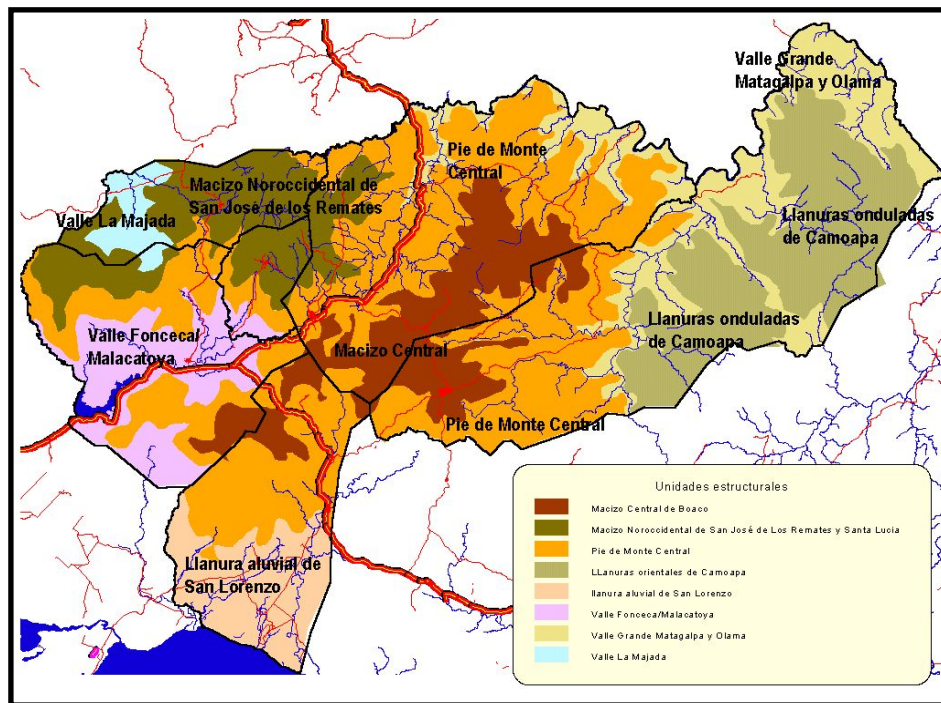 Valle Grande
Matagalpa y Olama
Pie de Monte
Central
Macizo Noroccidental de
San José de los Remates
Valle La Majada
Llanuras onduladas
de Camoapa
Llanuras onduladas
de Camoapa
Valle Fonceca/
Malacatoya
Macizo Central
Pie de Monte Central
Llanura aluvial de
San Lorenzo
Unidades estructurales
Macizo Central de Boaco
Macizo Noroccidental de San José de Los Remates y Santa Lucia
Pie de Monte Central
LLanuras orientales de Camoapa
llanura aluvial de San Lorenzo
Valle Fonceca/Malacatoya
Valle Grande Matagalpa y Olama
Valle La Majada